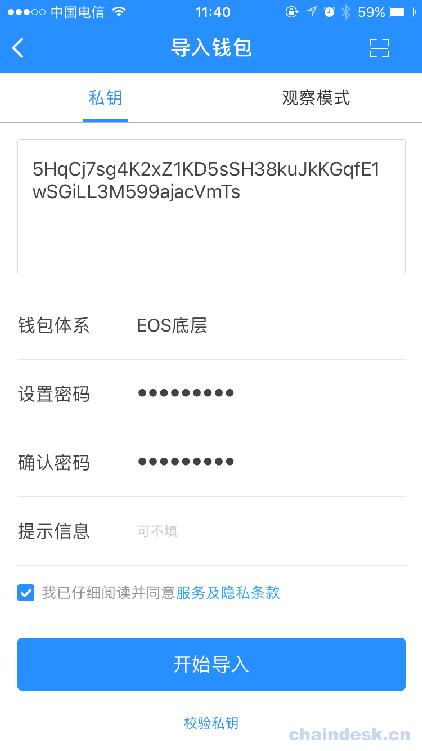 中国电信 11:40 59%
导入钱包
私钥 观察模式
5HqCj7sg4K2xZ1KD5sSH38kuJkKGqfE1
wSGiLL3M599ajacVmTs
钱包体系 EOS底层
设置密码 ●●●●●●●●●
确认密码 ●●●●●●●●●
提示信息 可不填
我已仔细阅读并同意服务及隐私条款
开始导入
校验私钥
chaindesk.cn